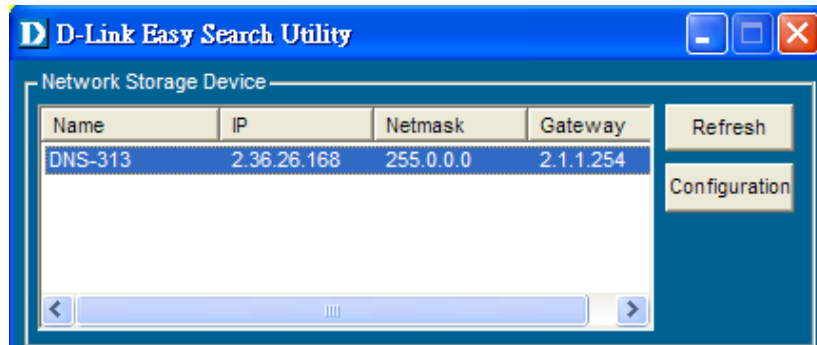 D-Link Easy Search Utility
Network Storage Device
Name IP Netmask Gateway
DNS-313 2.36.26.168 255.0.0.0 2.1.1.254
Refresh
Configuration